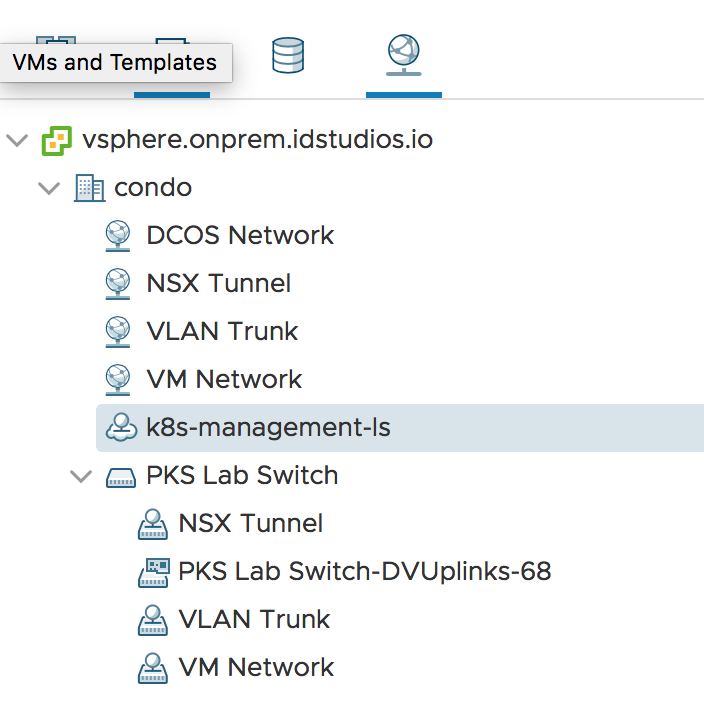 VMs and Templates
vsphere.onprem.idstudios.io
condo
DCOS Network
NSX Tunnel
VLAN Trunk
VM Network
k8s-management-ls
PKS Lab Switch
NSX Tunnel
PKS Lab Switch-DVUplinks-68
VLAN Trunk
VM Network